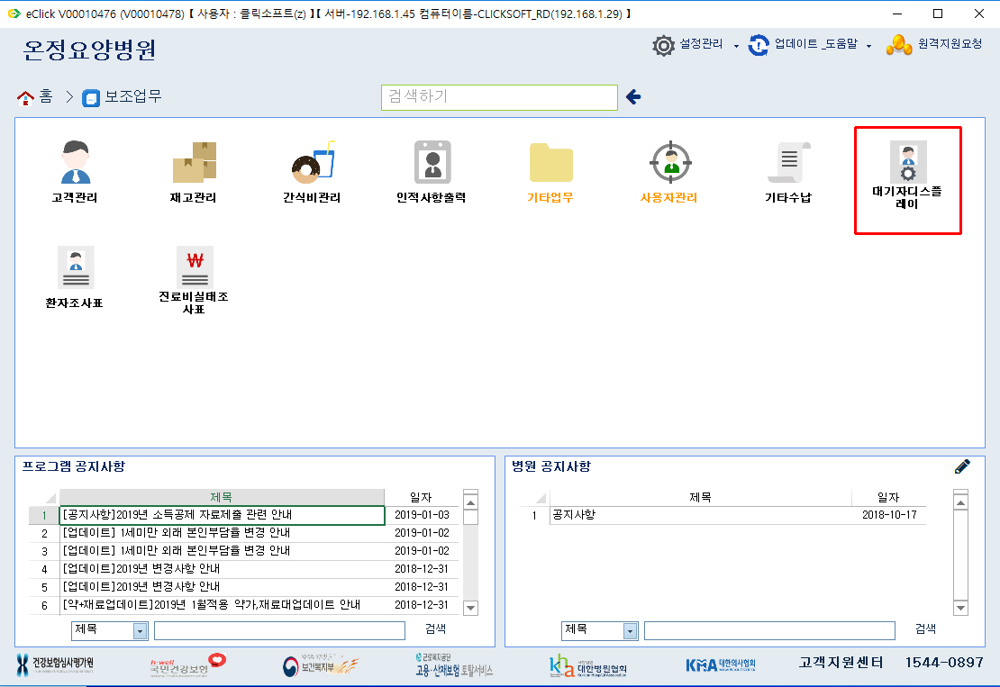 eClick V00010476 (V00010478)【 사용자 : 클릭소프트(z) 】【 서버-192.168.1.45 컴퓨터이름-CLICKSOFT_RD(192.168.1.29) 】
온정요양병원
설정관리 업데이트_도움말 원격지원요청
홈 > 보조업무 검색하기
고객관리 재고관리 간식비관리 인적사항출력 기타업무 사용자관리 기타수납 대기자디스플
레이
환자조사표 진료비실태조
사표
프로그램 공지사항
제목 일자
1 [공지사항]2019년 소득공제 자료제출 관련 안내 2019-01-03
2 [업데이트] 1세미만 외래 본인부담율 변경 안내 2019-01-02
3 [업데이트] 1세미만 외래 본인부담율 변경 안내 2019-01-02
4 [업데이트]2019년 변경사항 안내 2018-12-31
5 [업데이트]2019년 변경사항 안내 2018-12-31
6 [약+재료업데이트]2019년 1월적용 약가,재료대업데이트 안내 2018-12-31
제목 검색
병원 공지사항
제목 일자
1 공지사항 2018-10-17
제목 검색
건강보험심사평가원
h-well
국민건강보험
보건복지부
근로복지공단
고용·산재보험 토탈서비스
kha 대한병원협회
Korean Hospital Association
KMA 대한의사협회
고객지원센터 1544-0897